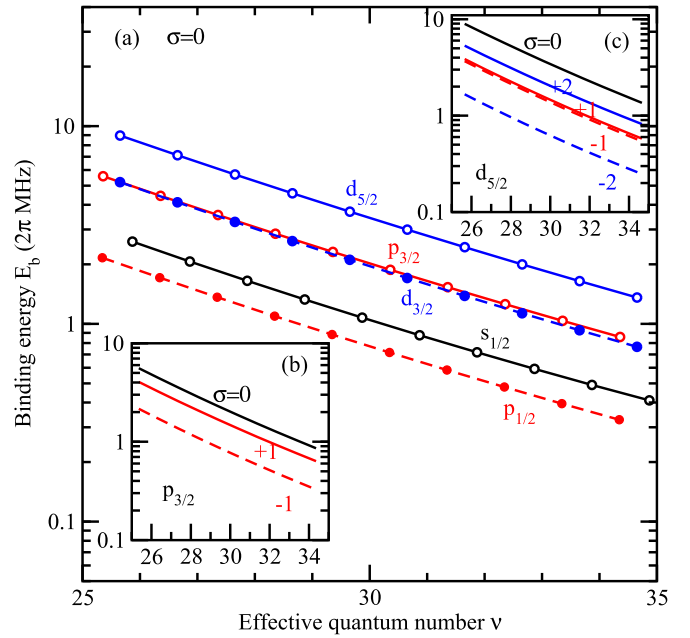 (a)
σ=0
10
1
0.1
25
30
35
Binding energy E_b (2π MHz)
Effective quantum number ν
d_5/2
p_3/2
d_3/2
s_1/2
p_1/2
(c)
σ=0
+2
+1
-1
-2
d_5/2
10
1
0.1
26
28
30
32
34
(b)
σ=0
+1
-1
p_3/2
10
1
0.1
26
28
30
32
34